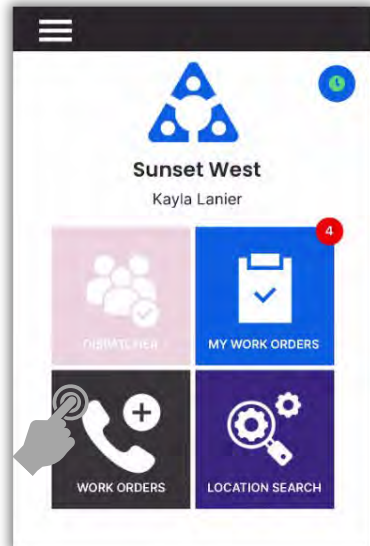 Sunset West
Kayla Lanier
4
DISPATCHER
MY WORK ORDERS
WORK ORDERS
LOCATION SEARCH